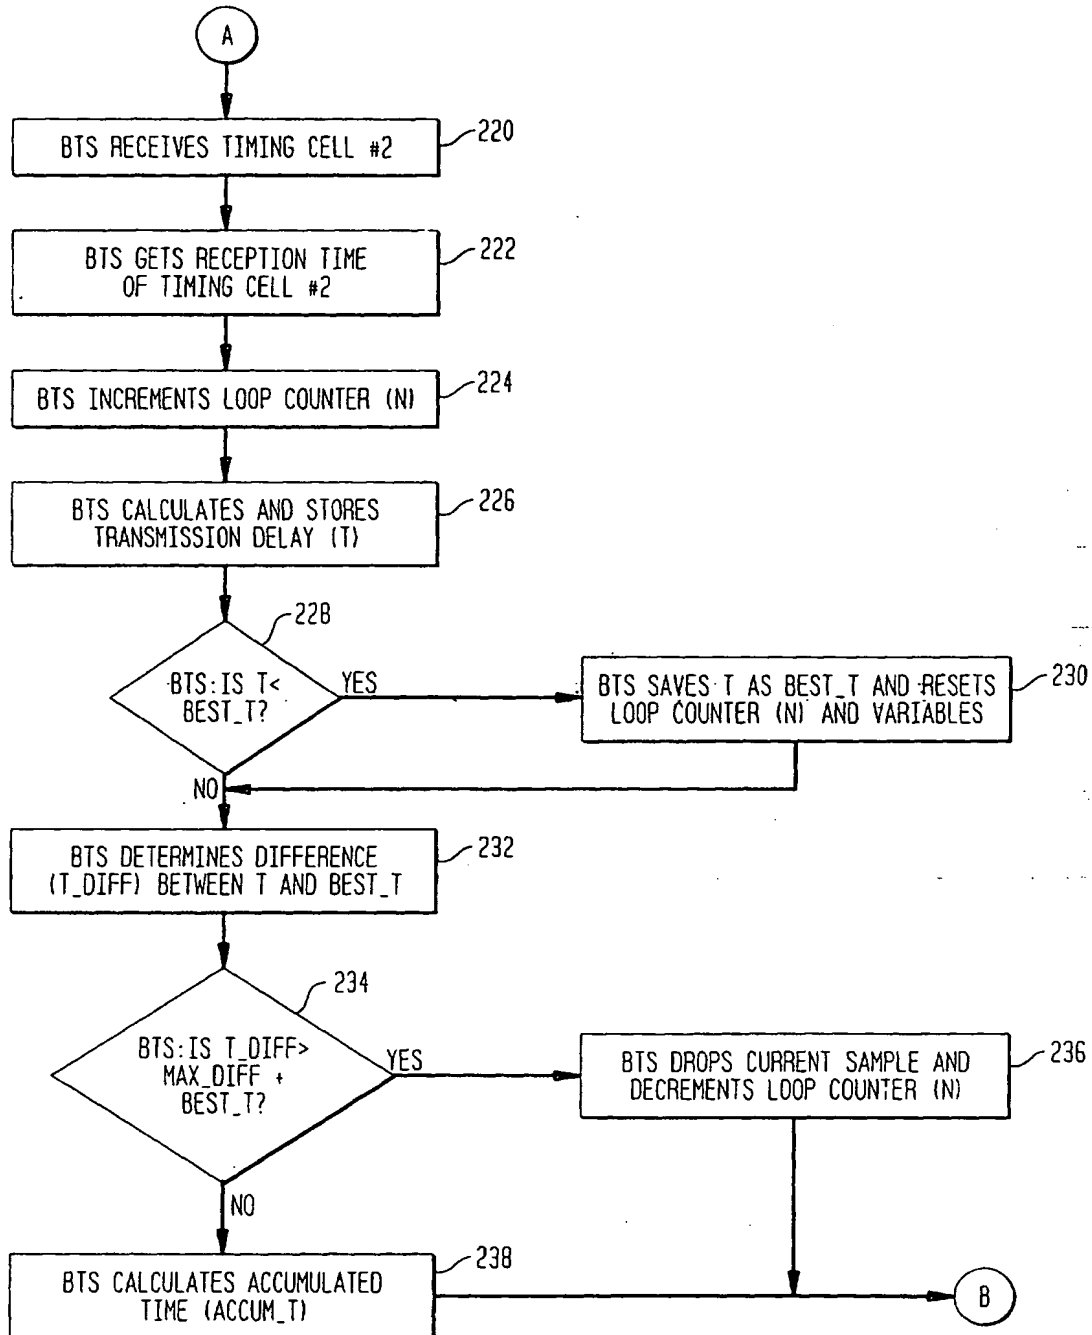 A
BTS RECEIVES TIMING CELL #2
220
BTS GETS RECEPTION TIME
OF TIMING CELL #2
222
BTS INCREMENTS LOOP COUNTER (N)
224
BTS CALCULATES AND STORES
TRANSMISSION DELAY (T)
226
228
BTS:IS T<
BEST_T?
YES
BTS SAVES T AS BEST_T AND RESETS
LOOP COUNTER (N) AND VARIABLES
230
NO
BTS DETERMINES DIFFERENCE
(T_DIFF) BETWEEN T AND BEST_T
232
234
BTS:IS T_DIFF>
MAX_DIFF +
BEST_T?
YES
BTS DROPS CURRENT SAMPLE AND
DECREMENTS LOOP COUNTER (N)
236
NO
BTS CALCULATES ACCUMULATED
TIME (ACCUM_T)
238
B